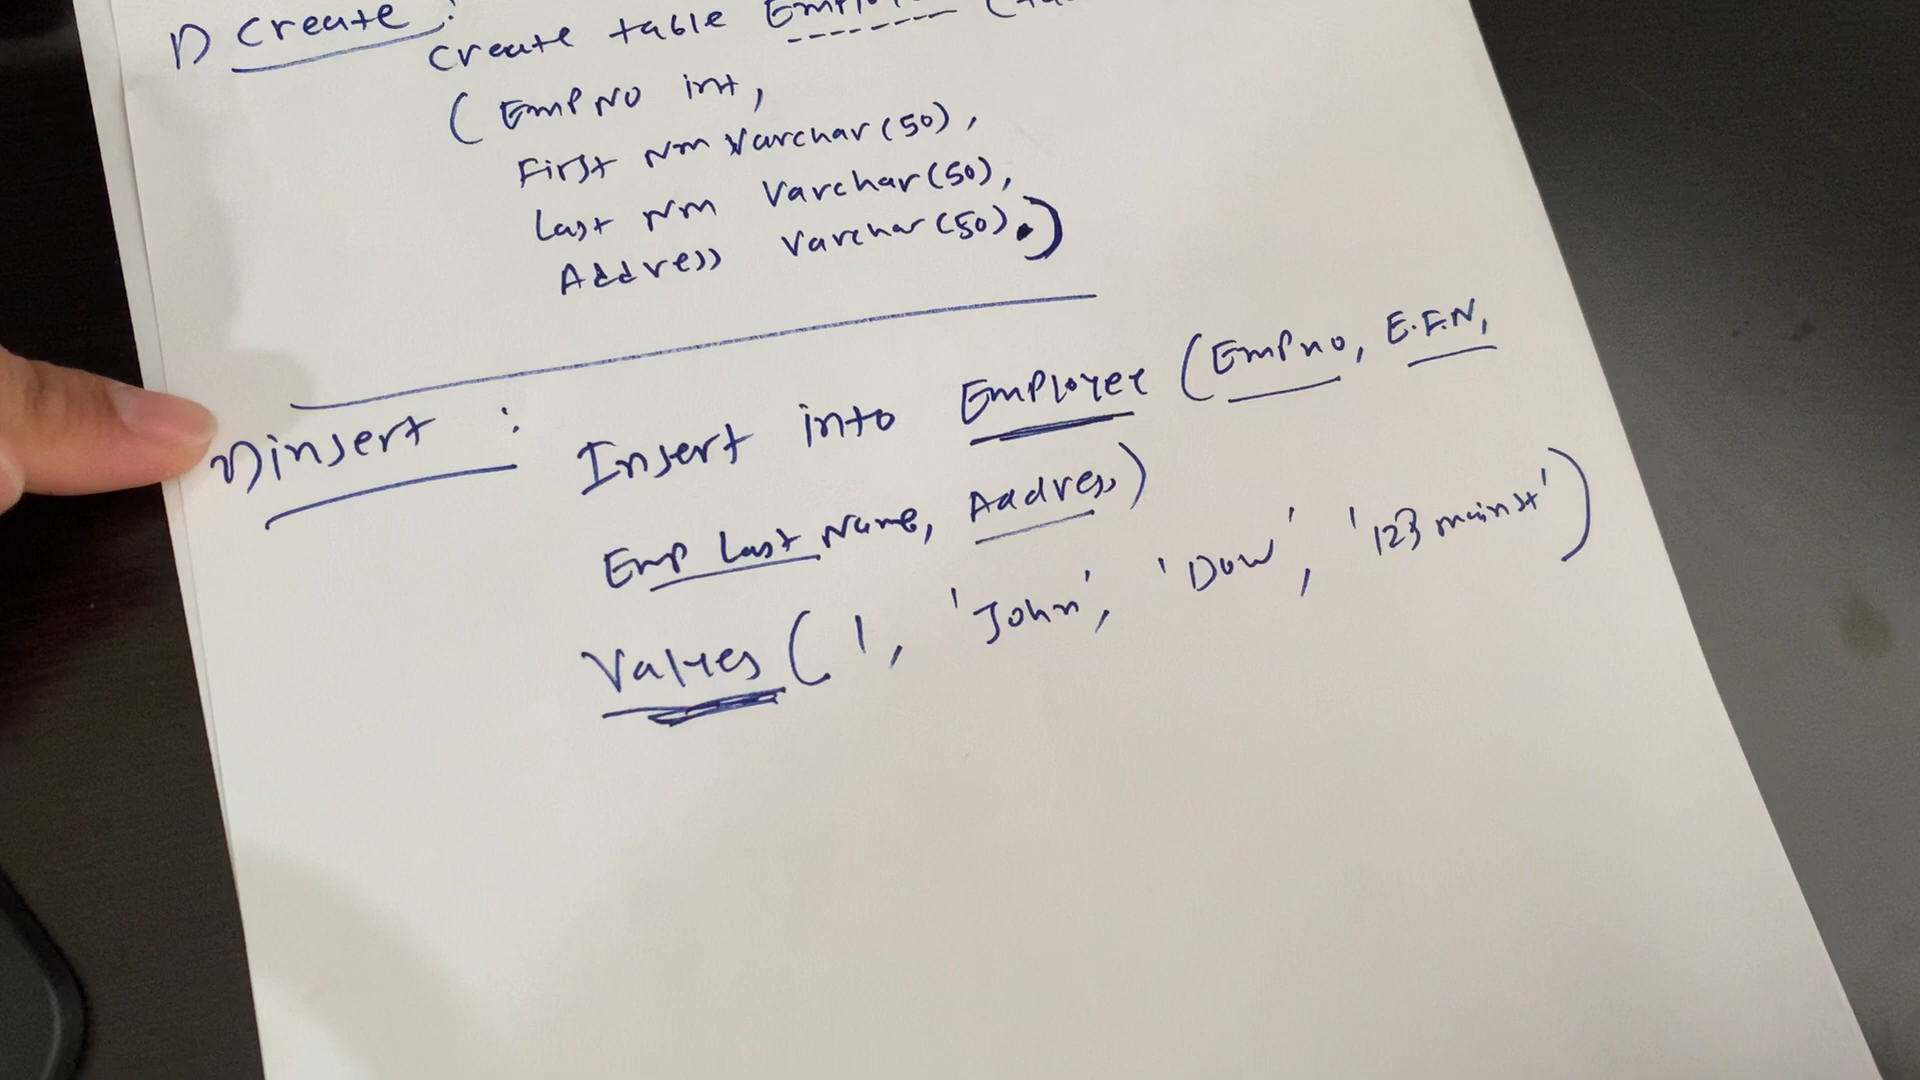 1) Create:
Create table
( EmpNo int,
First Nm Varchar(50),
Last Nm Varchar(50),
Address Varchar(50).)
1) insert : Insert into Employee (Empno, E.F.N,
Emp Last Name, Address)
Values ( 1, 'John', 'Dow', '123 main st' )